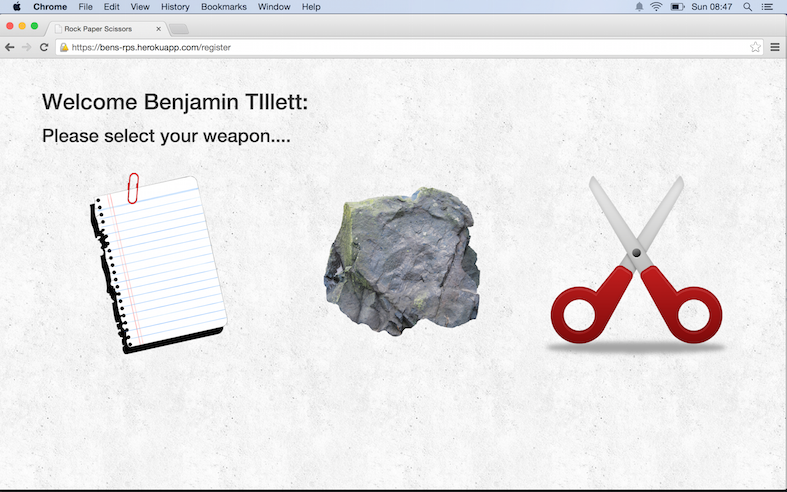 Chrome File Edit View History Bookmarks Window Help Sun 08:47
Rock Paper Scissors
https://bens-rps.herokuapp.com/register
Welcome Benjamin TIllett:
Please select your weapon....